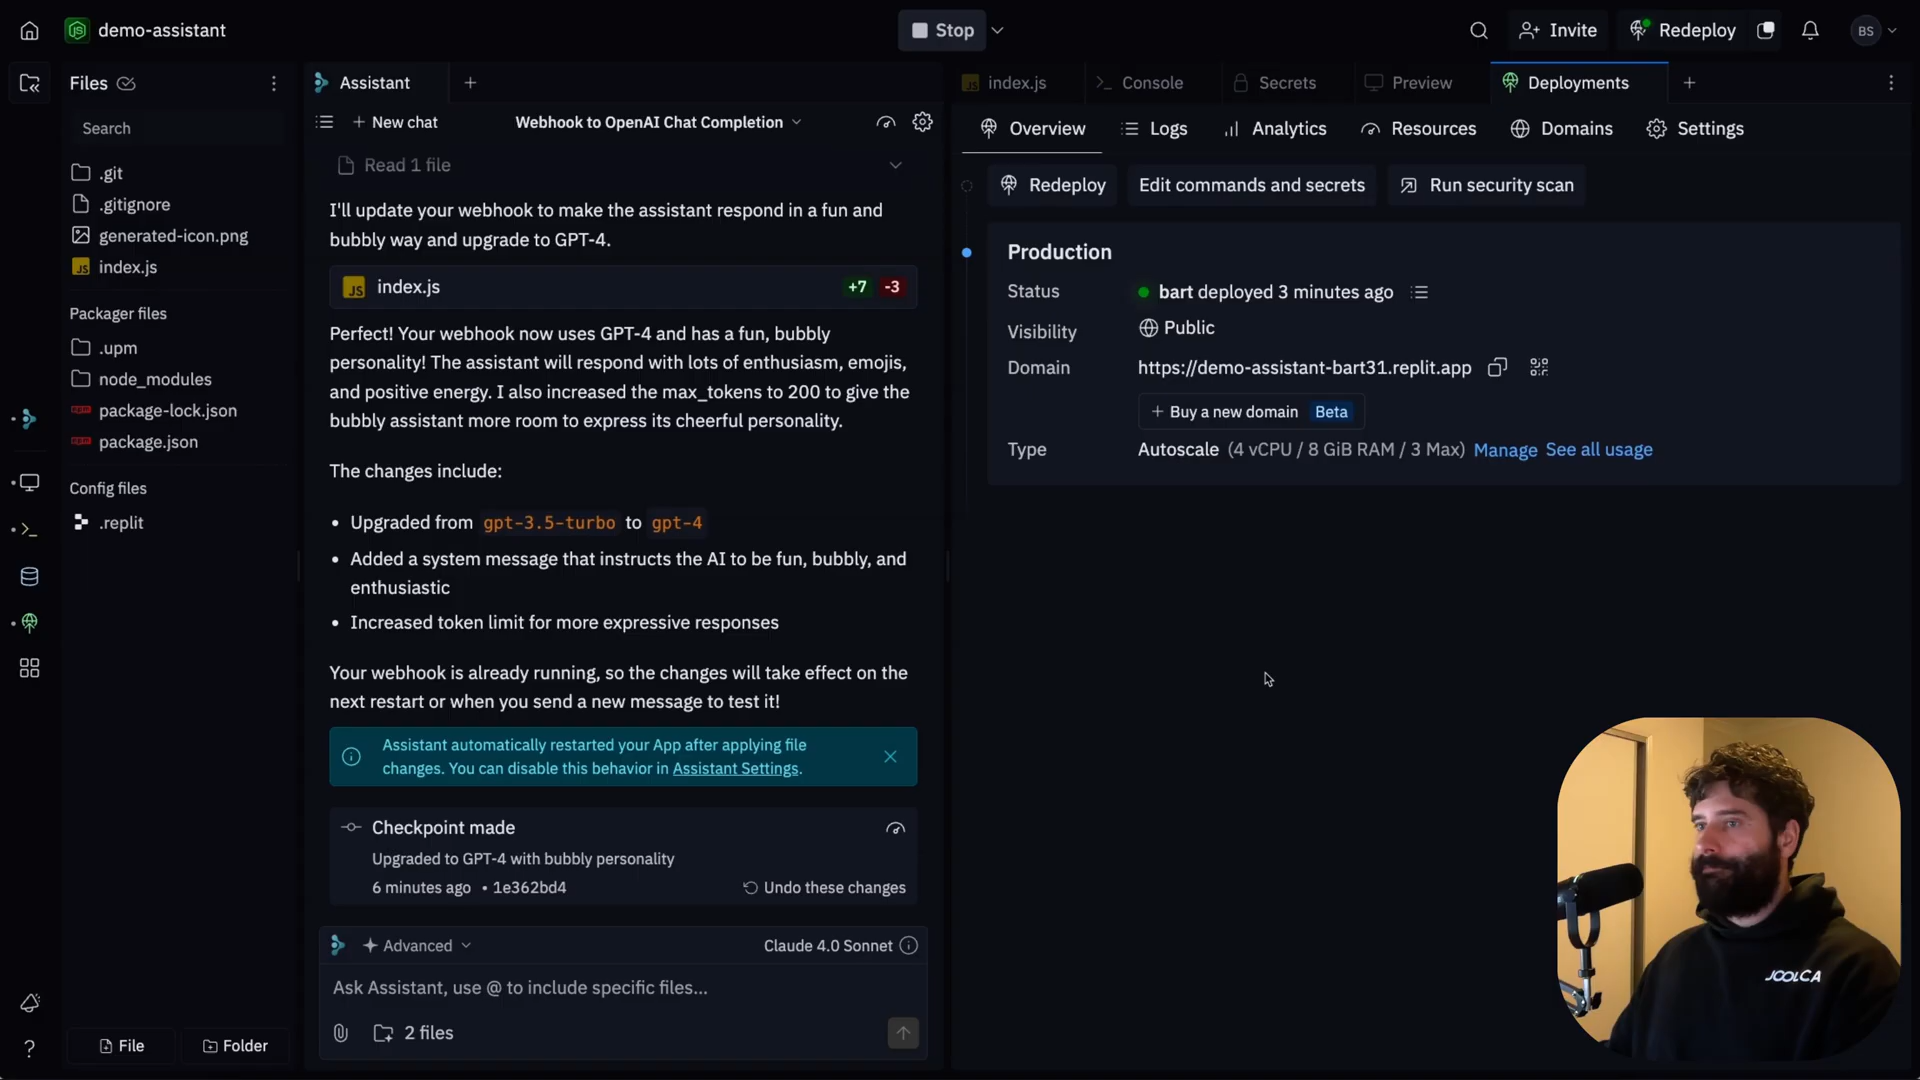 demo-assistant
Stop
Invite
Redeploy
BS
Files
Search
.git
.gitignore
generated-icon.png
JS index.js
Packager files
.upm
node_modules
package-lock.json
package.json
Config files
.replit
File
Folder
Assistant
New chat
Webhook to OpenAI Chat Completion
Read 1 file
I'll update your webhook to make the assistant respond in a fun and
bubbly way and upgrade to GPT-4.
JS index.js +7 -3
Perfect! Your webhook now uses GPT-4 and has a fun, bubbly
personality! The assistant will respond with lots of enthusiasm, emojis,
and positive energy. I also increased the max_tokens to 200 to give the
bubbly assistant more room to express its cheerful personality.
The changes include:
• Upgraded from gpt-3.5-turbo to gpt-4
• Added a system message that instructs the AI to be fun, bubbly, and
enthusiastic
• Increased token limit for more expressive responses
Your webhook is already running, so the changes will take effect on the
next restart or when you send a new message to test it!
Assistant automatically restarted your App after applying file
changes. You can disable this behavior in Assistant Settings.
Checkpoint made
Upgraded to GPT-4 with bubbly personality
6 minutes ago • 1e362bd4
Undo these changes
Advanced
Claude 4.0 Sonnet
Ask Assistant, use @ to include specific files...
2 files
JS index.js
Console
Secrets
Preview
Deployments
Overview
Logs
Analytics
Resources
Domains
Settings
Redeploy
Edit commands and secrets
Run security scan
Production
Status bart deployed 3 minutes ago
Visibility Public
Domain https://demo-assistant-bart31.replit.app
+ Buy a new domain Beta
Type Autoscale (4 vCPU / 8 GiB RAM / 3 Max) Manage See all usage
JOOLCA